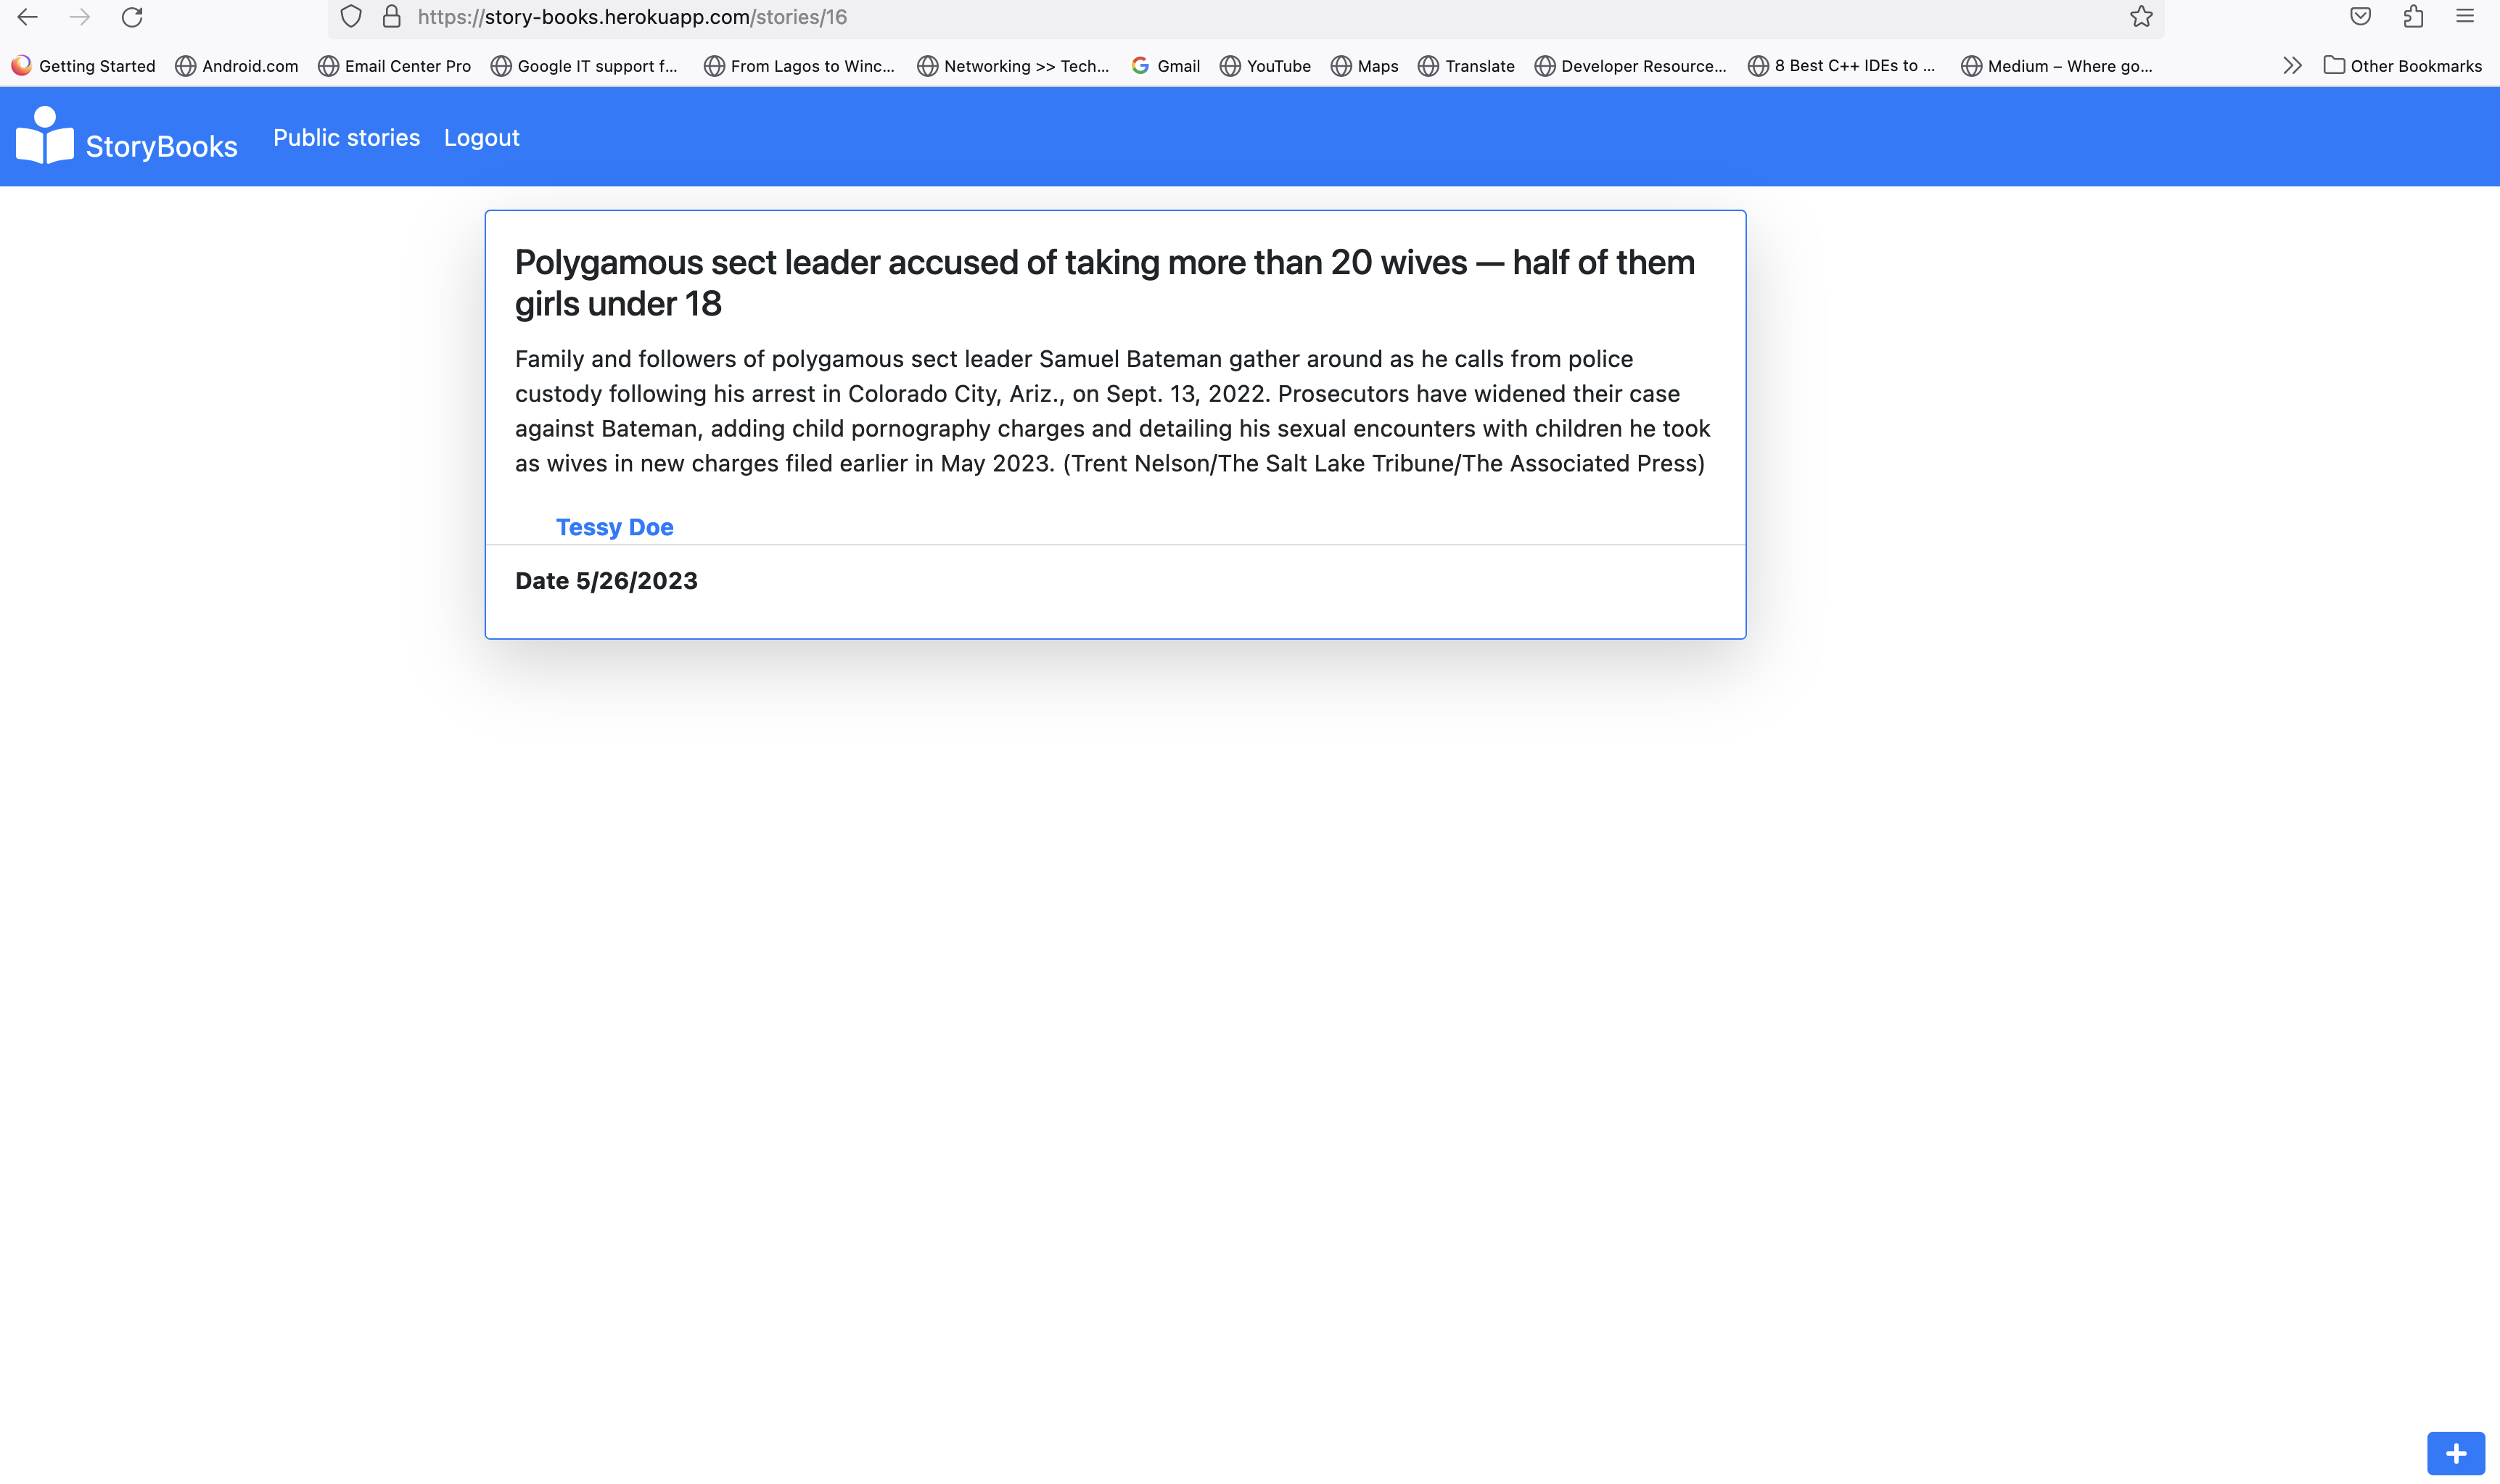 https://story-books.herokuapp.com/stories/16
Getting Started Android.com Email Center Pro Google IT support f... From Lagos to Winc... Networking >> Tech... Gmail YouTube Maps Translate Developer Resource... 8 Best C++ IDEs to ... Medium – Where go... Other Bookmarks
StoryBooks Public stories Logout
Polygamous sect leader accused of taking more than 20 wives — half of them
girls under 18
Family and followers of polygamous sect leader Samuel Bateman gather around as he calls from police
custody following his arrest in Colorado City, Ariz., on Sept. 13, 2022. Prosecutors have widened their case
against Bateman, adding child pornography charges and detailing his sexual encounters with children he took
as wives in new charges filed earlier in May 2023. (Trent Nelson/The Salt Lake Tribune/The Associated Press)
Tessy Doe
Date 5/26/2023